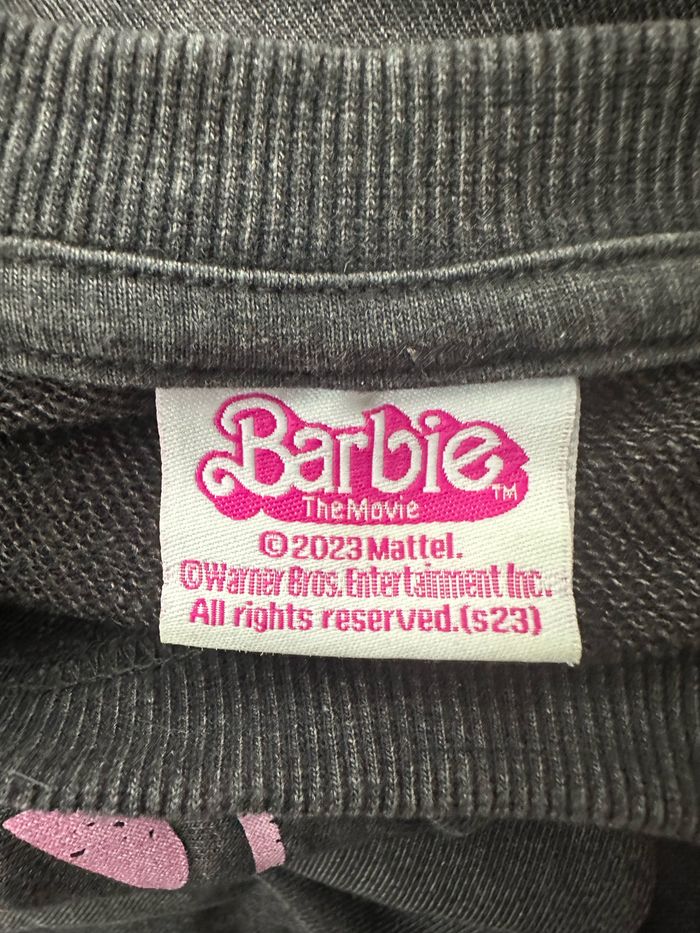 Barbie
The Movie TM
©2023 Mattel.
©Warner Bros. Entertainment Inc.
All rights reserved.(s23)